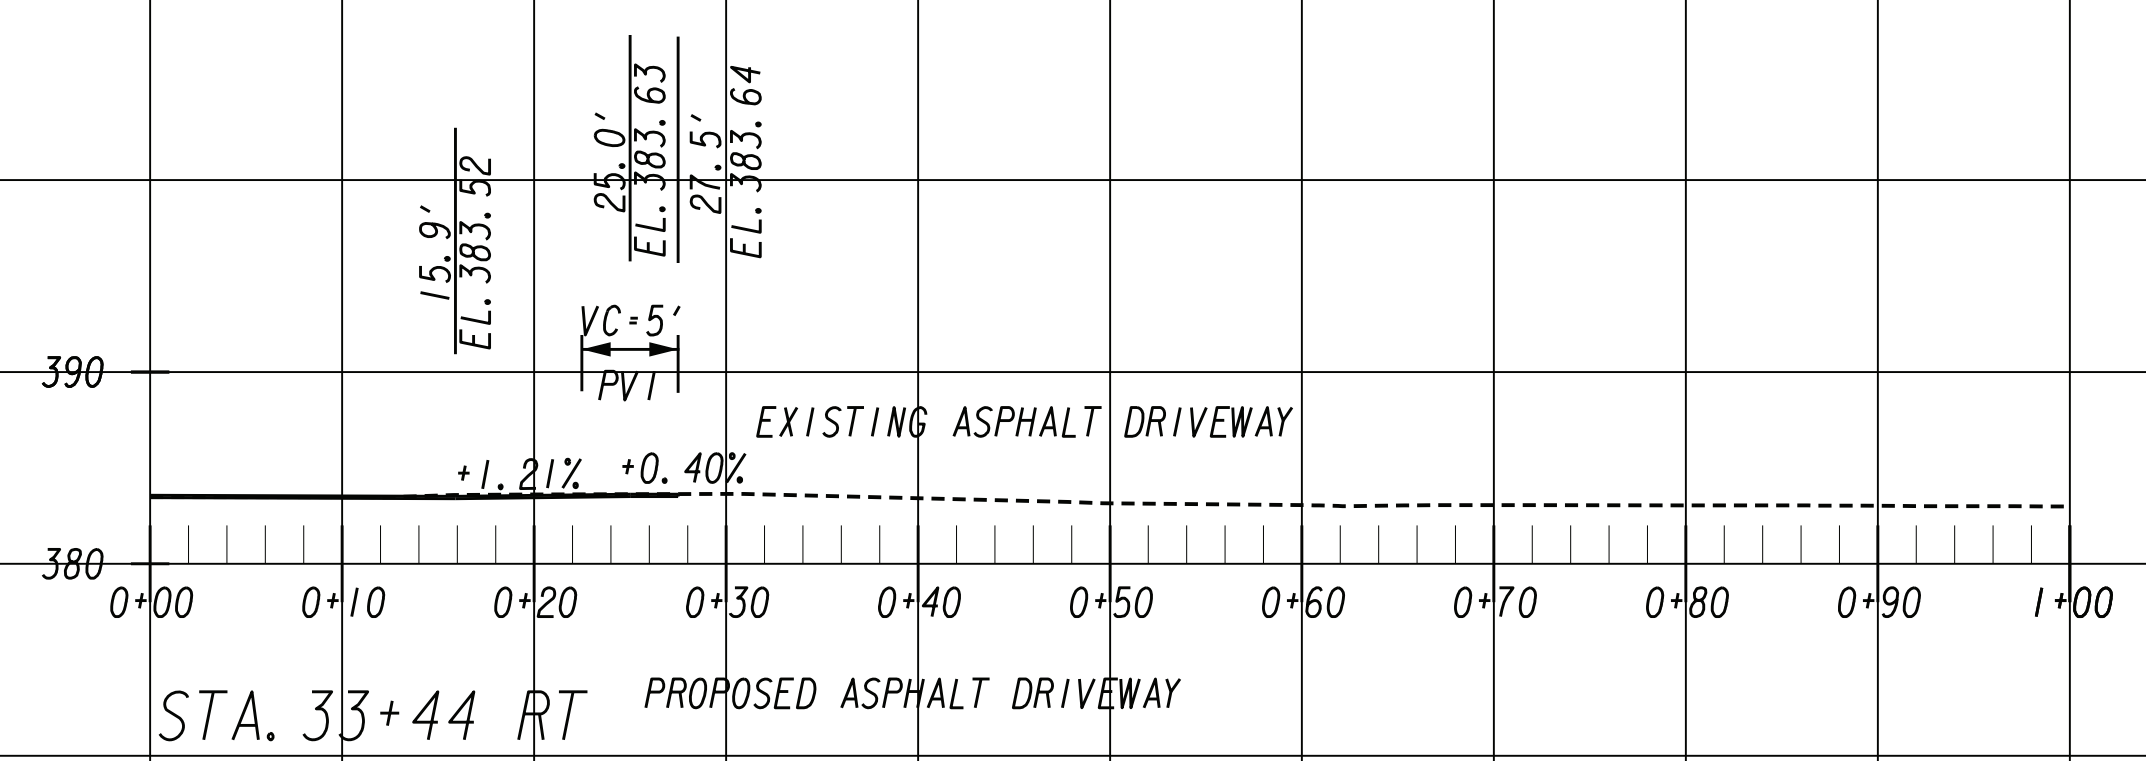 15.9'
EL.383.52
25.0'
EL.383.63
27.5'
EL.383.64
VC=5'
PVI
390
EXISTING ASPHALT DRIVEWAY
+1.21% +0.40%
380
0+00 0+10 0+20 0+30 0+40 0+50 0+60 0+70 0+80 0+90 1+00
STA. 33+44 RT
PROPOSED ASPHALT DRIVEWAY